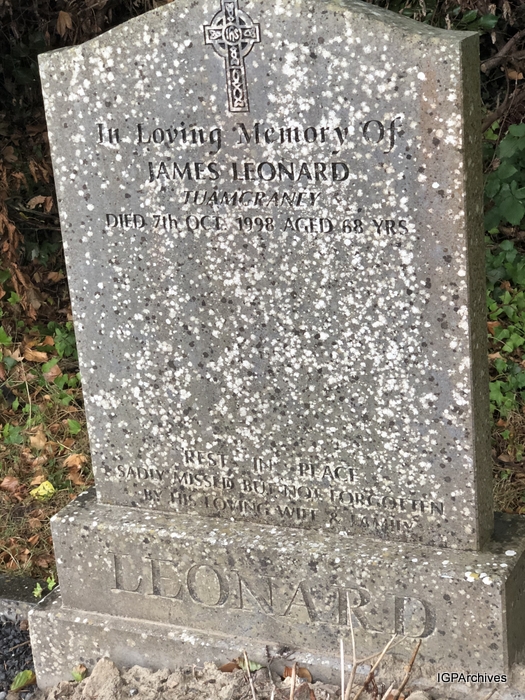 IHS
In Loving Memory Of
JAMES LEONARD
TUAMGRANEY
DIED 7th OCT. 1998 AGED 68 YRS
REST IN PEACE
SADLY MISSED BUT NOT FORGOTTEN
BY HIS LOVING WIFE & FAMILY
LEONARD
IGPArchives